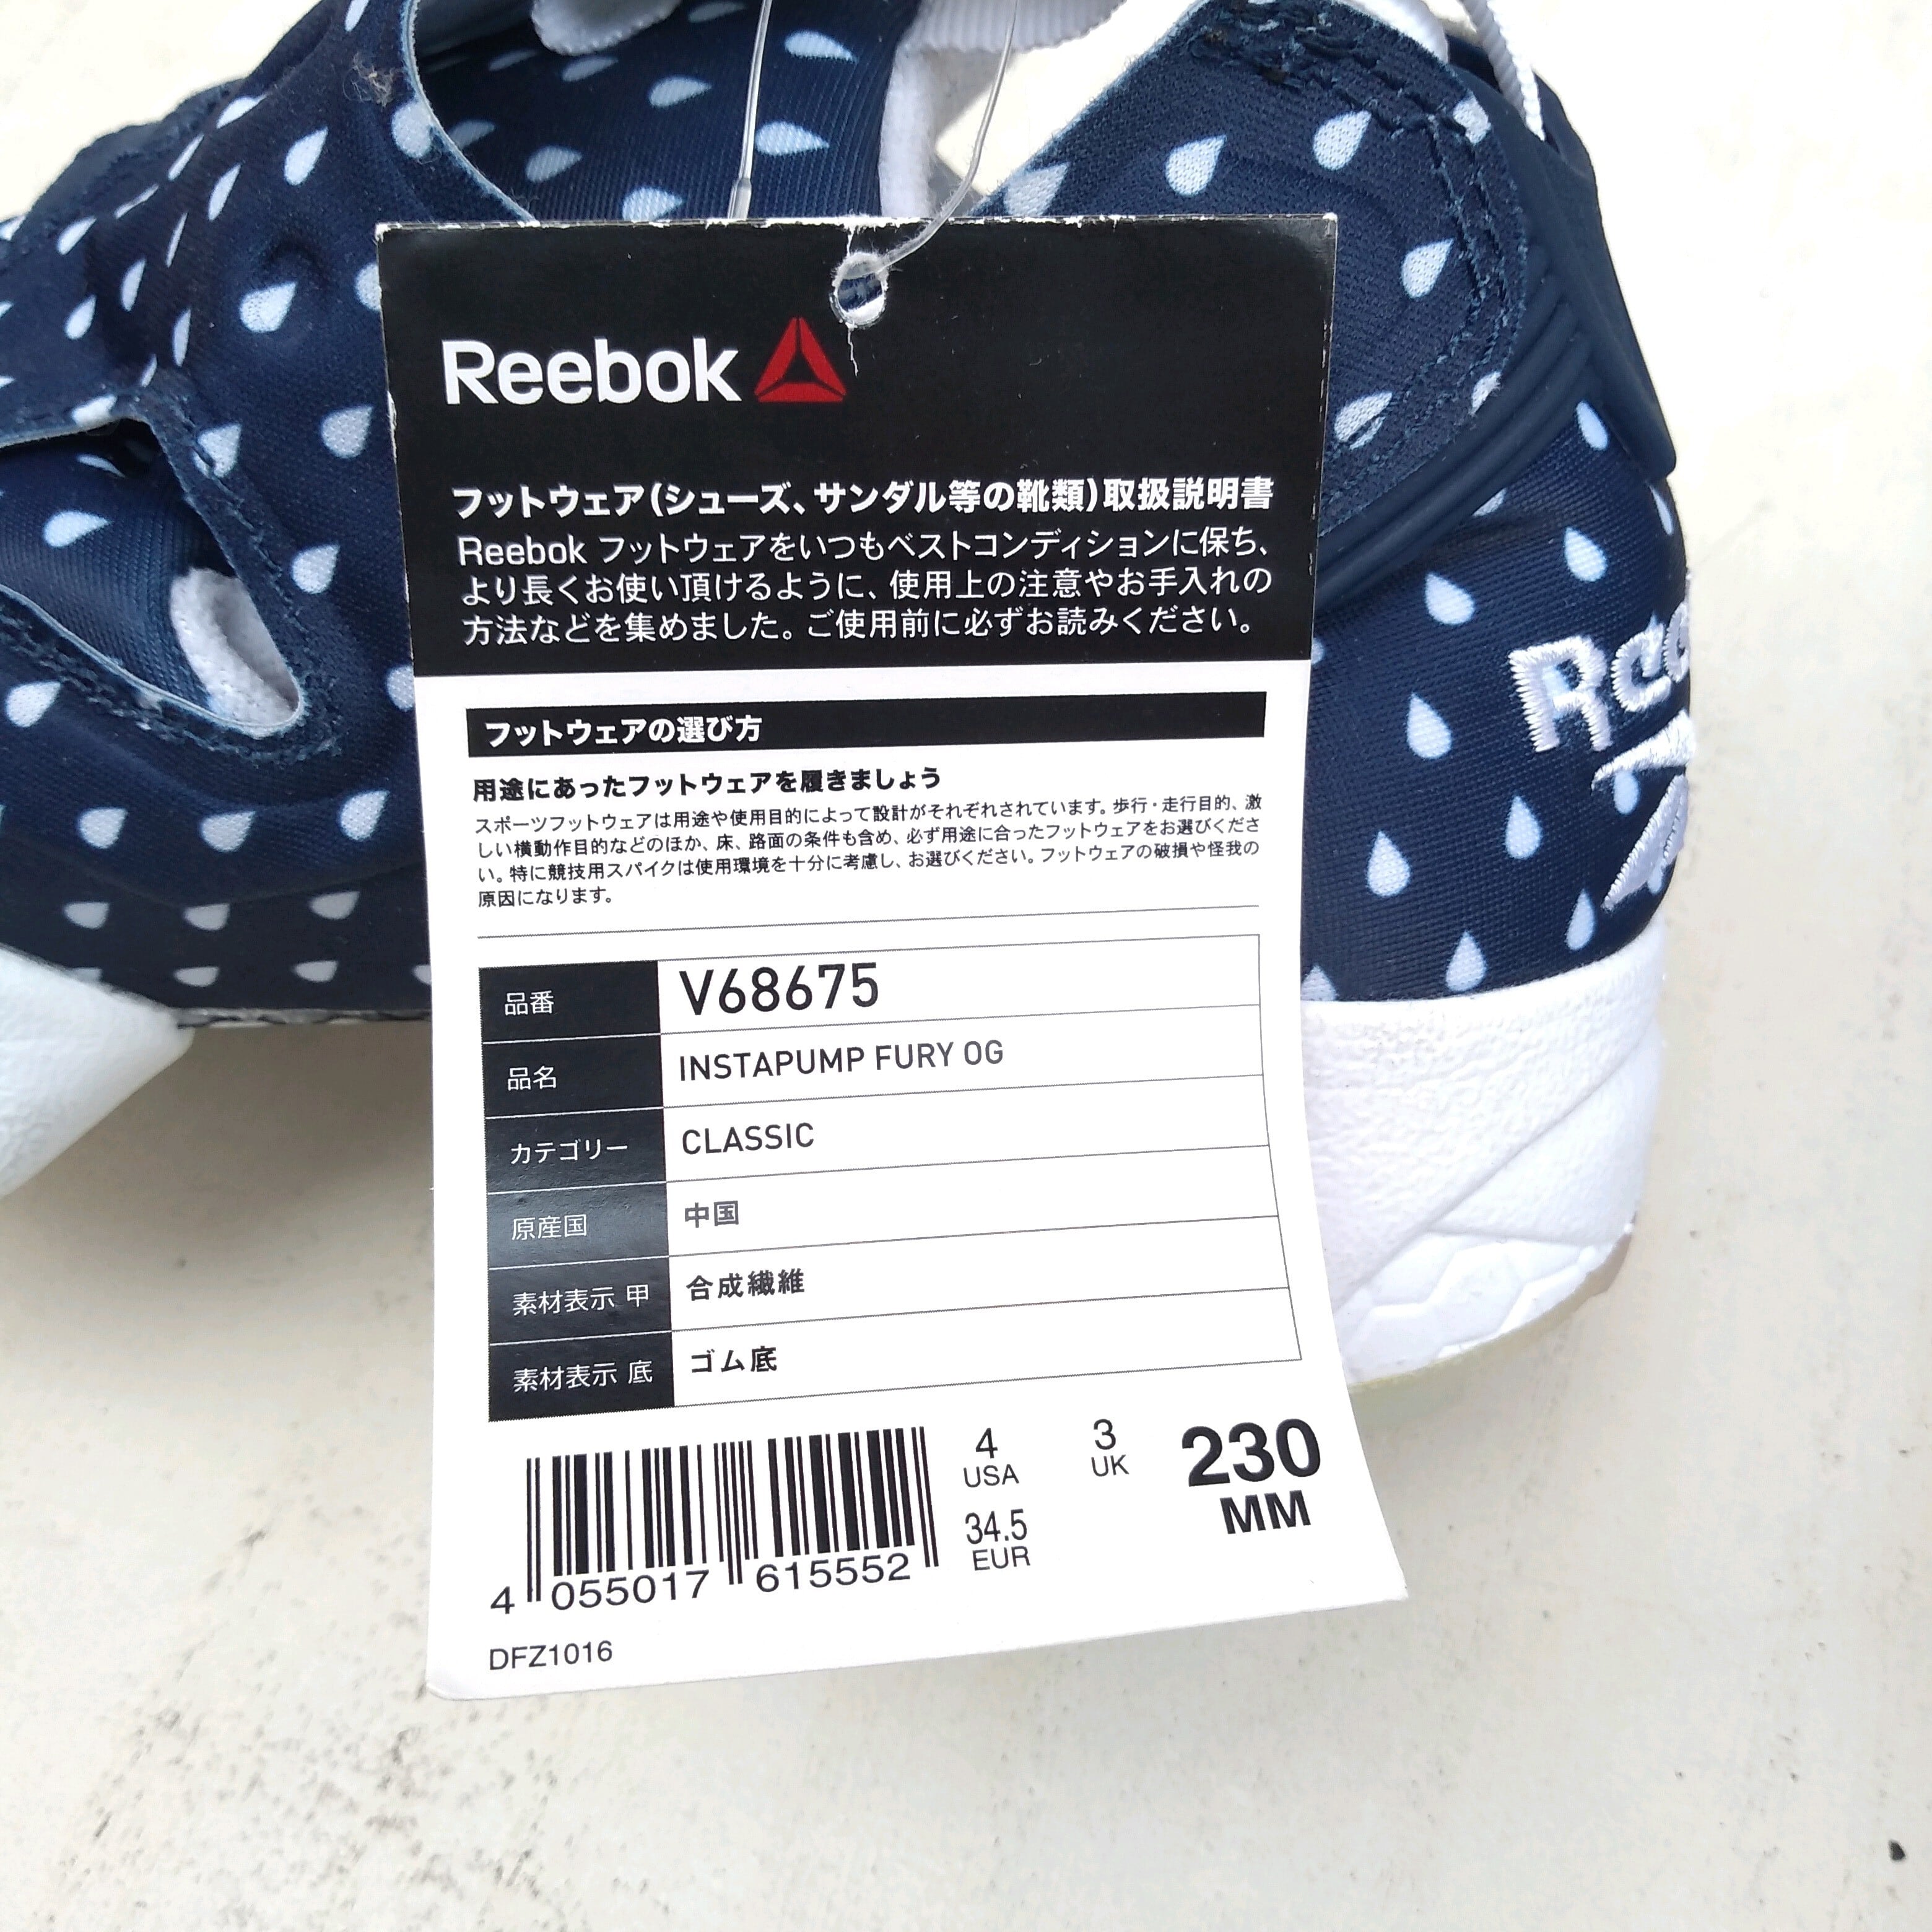 Reebok
フットウェア(シューズ、サンダル等の靴類)取扱説明書
Reebok フットウェアをいつもベストコンディションに保ち、
より長くお使い頂けるように、使用上の注意やお手入れの
方法などを集めました。ご使用前に必ずお読みください。
フットウェアの選び方
用途にあったフットウェアを履きましょう
スポーツフットウェアは用途や使用目的によって設計がそれぞれされています。歩行・走行目的、激
しい横動作目的などのほか、床、路面の条件も含め、必ず用途に合ったフットウェアをお選びくださ
い。特に競技用スパイクは使用環境を十分に考慮し、お選びください。フットウェアの破損や怪我の
原因になります。
品番 V68675
品名 INSTAPUMP FURY OG
カテゴリー CLASSIC
原産国 中国
素材表示 甲 合成繊維
素材表示 底 ゴム底
4 USA 3 UK 230 MM
34.5 EUR
4 055017 615552
DFZ1016